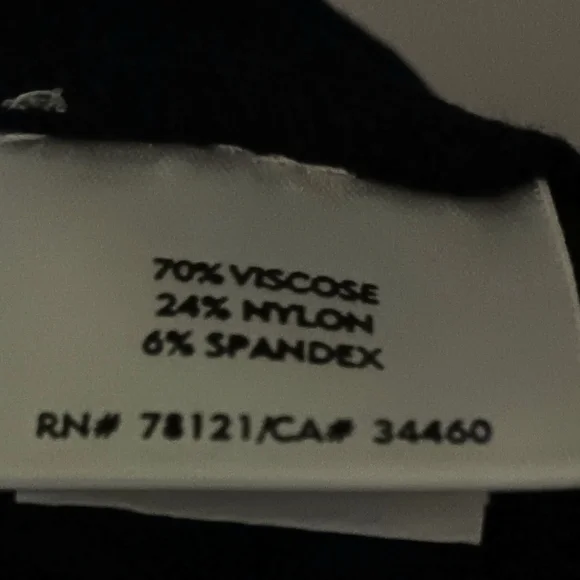 70% VISCOSE
24% NYLON
6% SPANDEX
RN# 78121/CA# 34460